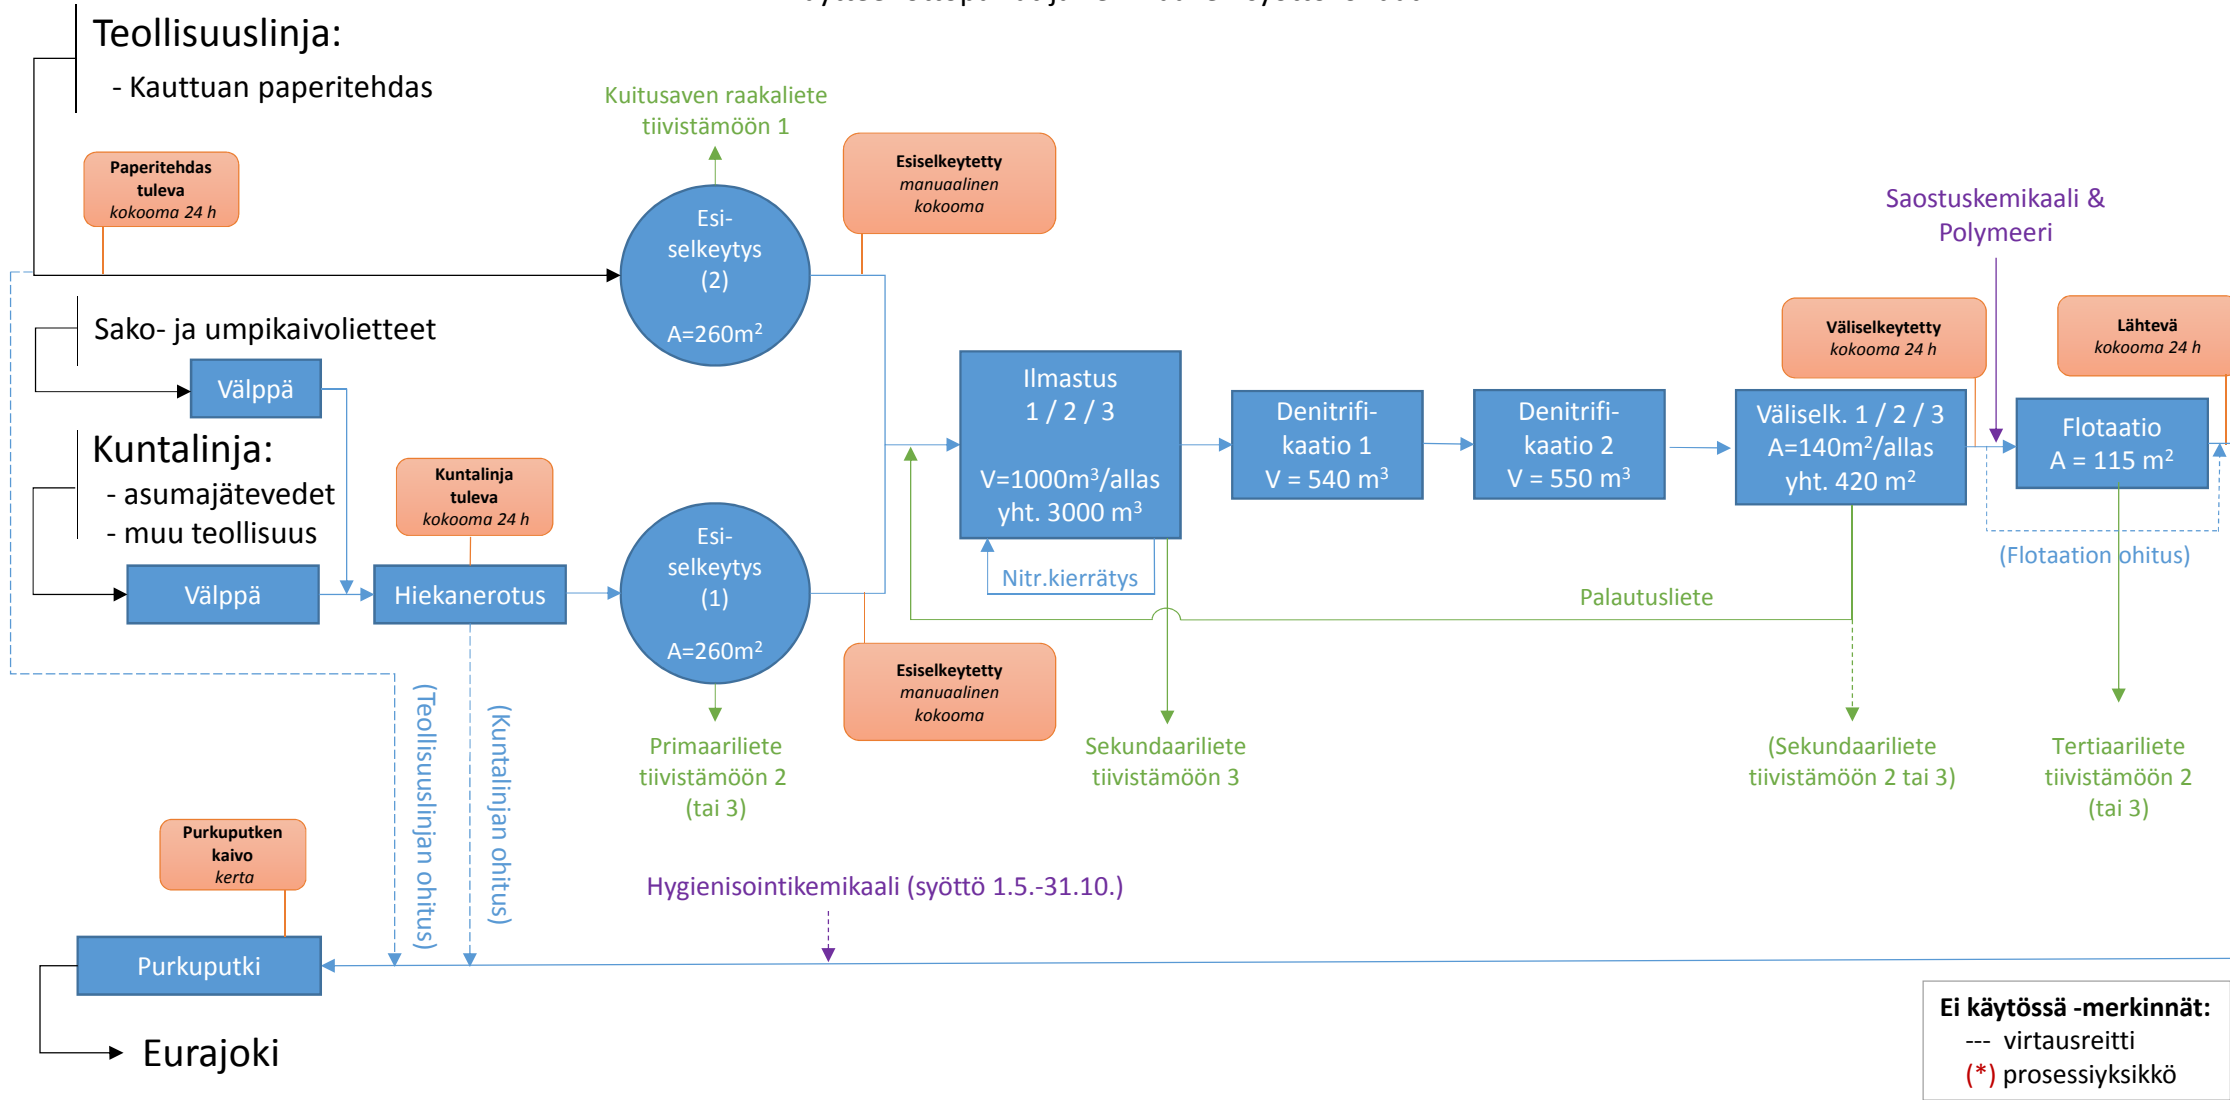 Teollisuuslinja:
- Kauttuan paperitehdas
Kuitusaven raakaliete
tiivistämöön 1
Paperitehdas
tuleva
kokooma 24 h
Esi-
selkeytys
(2)
A=260m²
Esiselkeytetty
manuaalinen
kokooma
Saostuskemikaali &
Polymeeri
Sako- ja umpikaivolietteet
Välppä
Kuntalinja:
- asumajätevedet
- muu teollisuus
Välppä
Kuntalinja
tuleva
kokooma 24 h
Hiekanerotus
Esi-
selkeytys
(1)
A=260m²
Esiselkeytetty
manuaalinen
kokooma
Ilmastus
1 / 2 / 3
V=1000m³/allas
yht. 3000 m³
Nitr.kierrätys
Denitrifi-
kaatio 1
V = 540 m³
Denitrifi-
kaatio 2
V = 550 m³
Väliselkeytetty
kokooma 24 h
Väliselk. 1 / 2 / 3
A=140m²/allas
yht. 420 m²
Lähtevä
kokooma 24 h
Flotaatio
A = 115 m²
(Flotaation ohitus)
Palautusliete
(Teollisuuslinjan ohitus)
(Kuntalinjan ohitus)
Primaariliete
tiivistämöön 2
(tai 3)
Sekundaariliete
tiivistämöön 3
(Sekundaariliete
tiivistämöön 2 tai 3)
Tertiaariliete
tiivistämöön 2
(tai 3)
Purkuputken
kaivo
kerta
Hygienisointikemikaali (syöttö 1.5.-31.10.)
Purkuputki
Eurajoki
Ei käytössä -merkinnät:
--- virtausreitti
(*) prosessiyksikkö